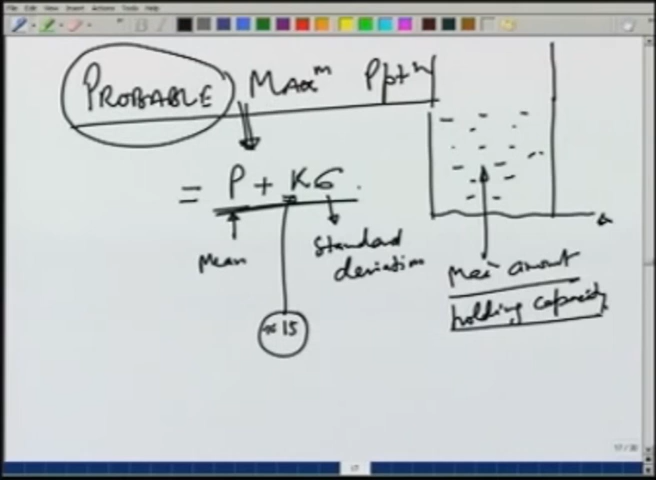 PROBABLE Maxᵐ Pptⁿ
= P + Kσ.
Mean
Standard
deviation
Max amount
holding capacity
≈ 15